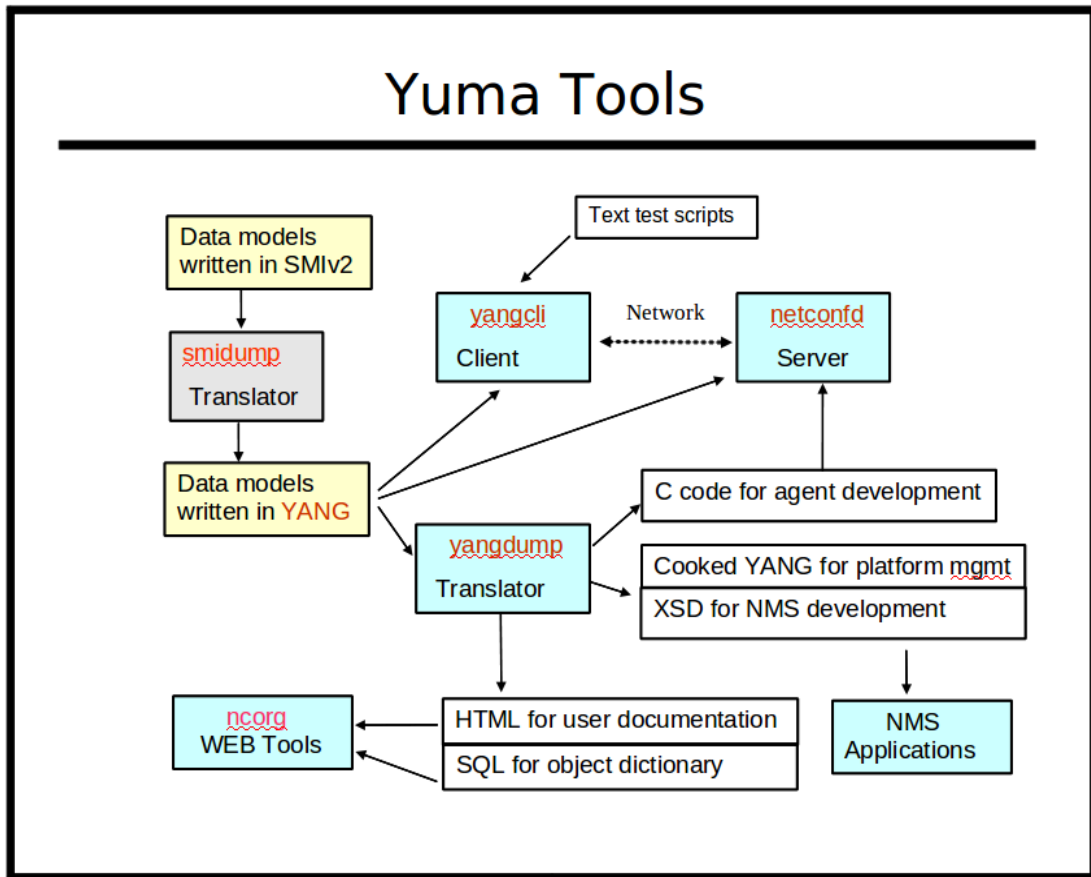 Yuma Tools
Text test scripts
Data models
written in SMIv2
yangcli
Client
Network
netconfd
Server
smidump
Translator
Data models
written in YANG
C code for agent development
yangdump
Translator
Cooked YANG for platform mgmt
XSD for NMS development
ncorg
WEB Tools
HTML for user documentation
SQL for object dictionary
NMS
Applications